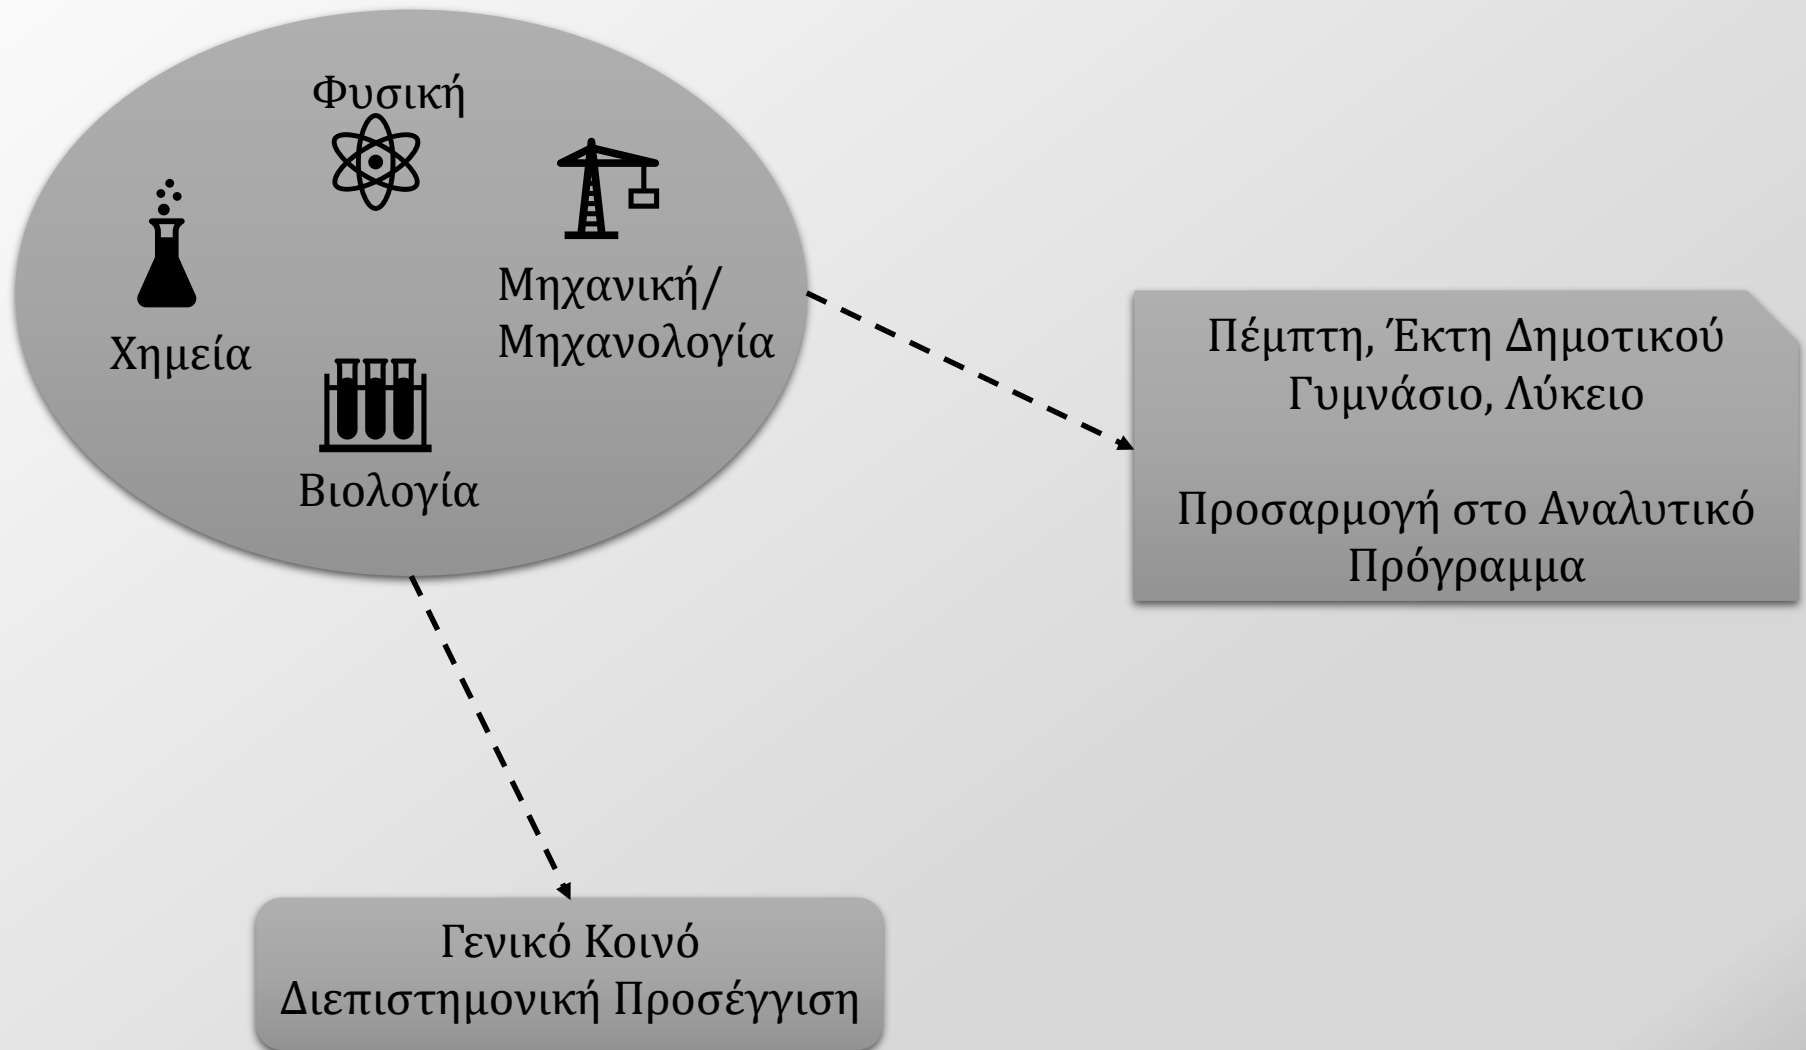 Φυσική
Μηχανική/
Μηχανολογία
Χημεία
Βιολογία
Πέμπτη, Έκτη Δημοτικού
Γυμνάσιο, Λύκειο
Προσαρμογή στο Αναλυτικό
Πρόγραμμα
Γενικό Κοινό
Διεπιστημονική Προσέγγιση